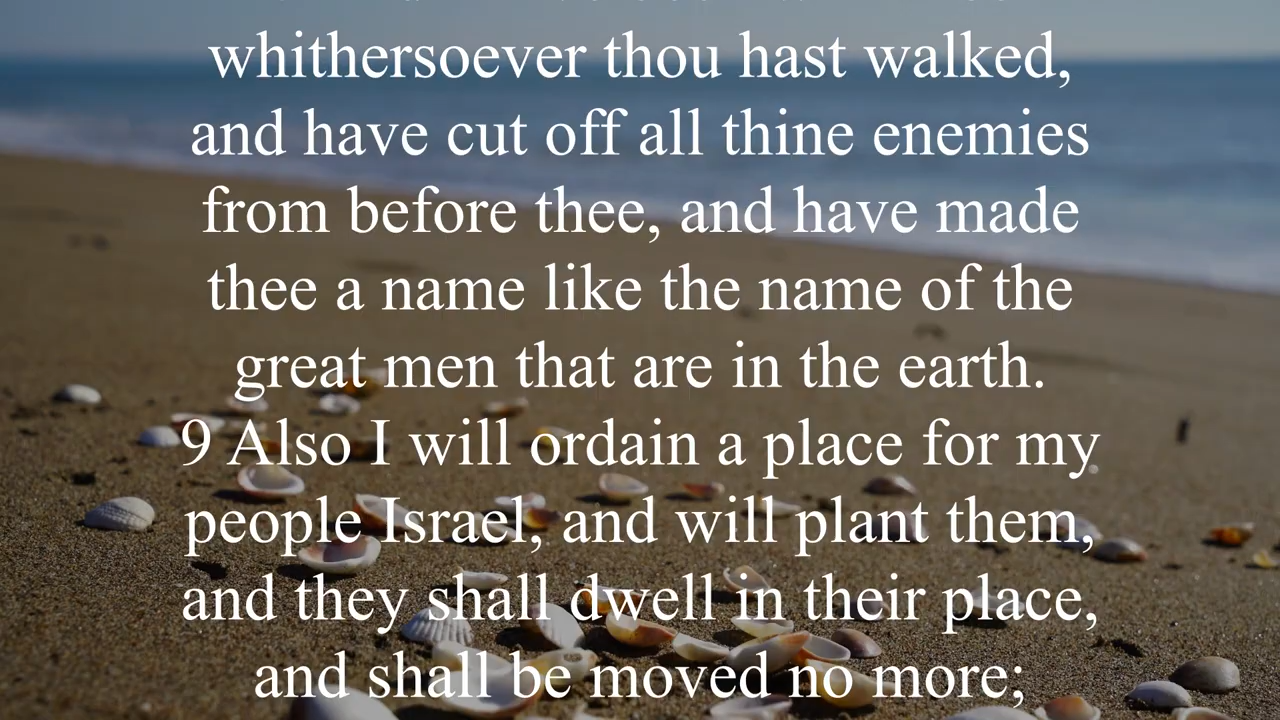 whithersoever thou hast walked,
and have cut off all thine enemies
from before thee, and have made
thee a name like the name of the
great men that are in the earth.
9 Also I will ordain a place for my
people Israel, and will plant them,
and they shall dwell in their place,
and shall be moved no more;